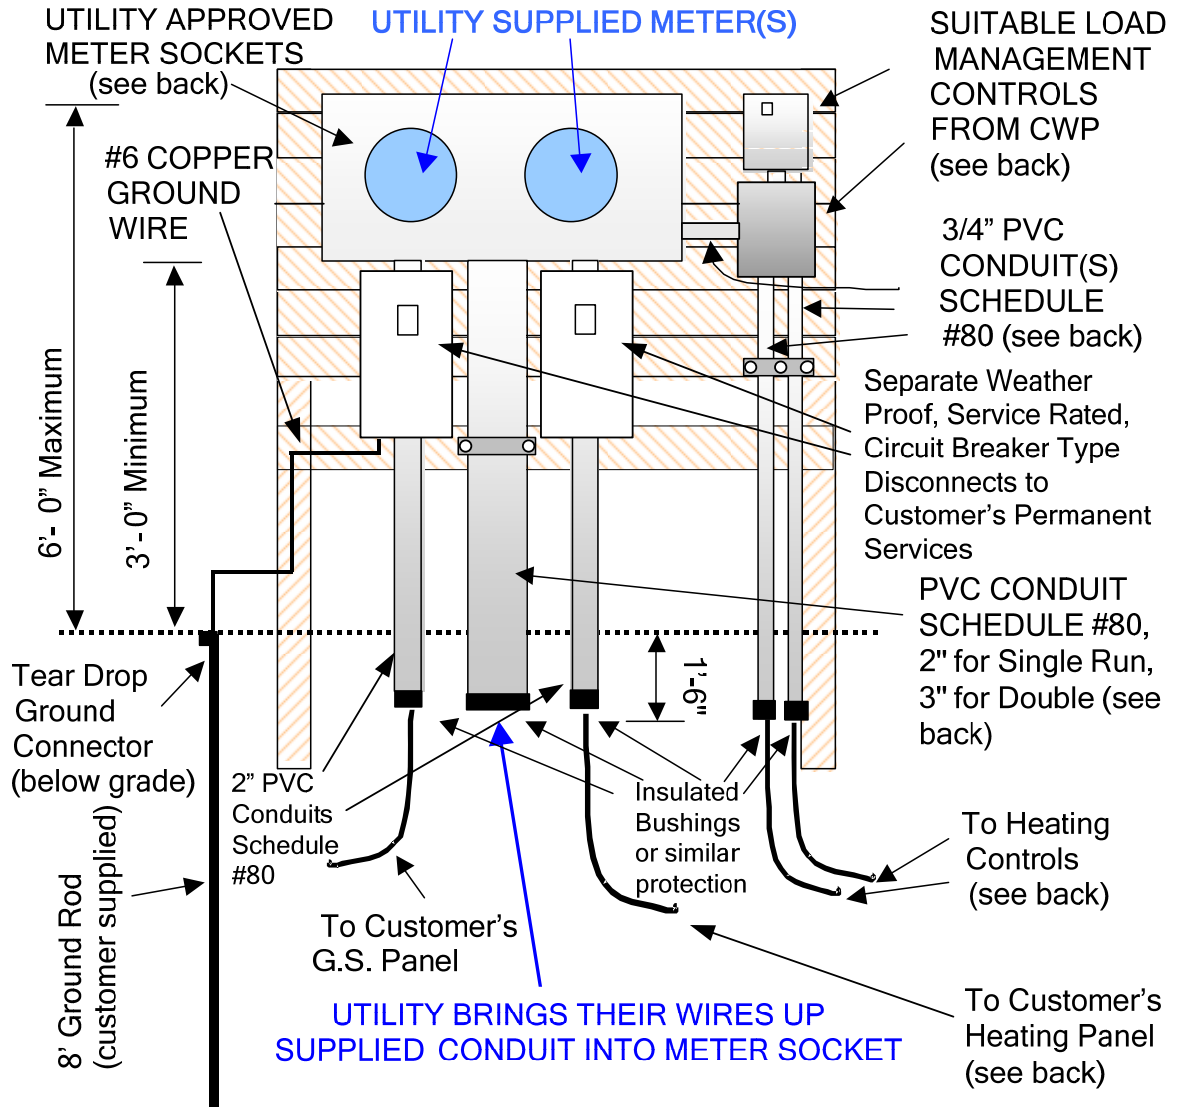 UTILITY APPROVED
METER SOCKETS
(see back)
UTILITY SUPPLIED METER(S)
SUITABLE LOAD
MANAGEMENT
CONTROLS
FROM CWP
(see back)
#6 COPPER
GROUND
WIRE
3/4” PVC
CONDUIT(S)
SCHEDULE
#80 (see back)
6’- 0” Maximum
3’ - 0” Minimum
Separate Weather
Proof, Service Rated,
Circuit Breaker Type
Disconnects to
Customer’s Permanent
Services
PVC CONDUIT
SCHEDULE #80,
2" for Single Run,
3" for Double (see
back)
1’-6"
Tear Drop
Ground
Connector
(below grade)
2” PVC
Conduits
Schedule
#80
Insulated
Bushings
or similar
protection
To Heating
Controls
(see back)
8’ Ground Rod
(customer supplied)
To Customer’s
G.S. Panel
UTILITY BRINGS THEIR WIRES UP
SUPPLIED CONDUIT INTO METER SOCKET
To Customer’s
Heating Panel
(see back)